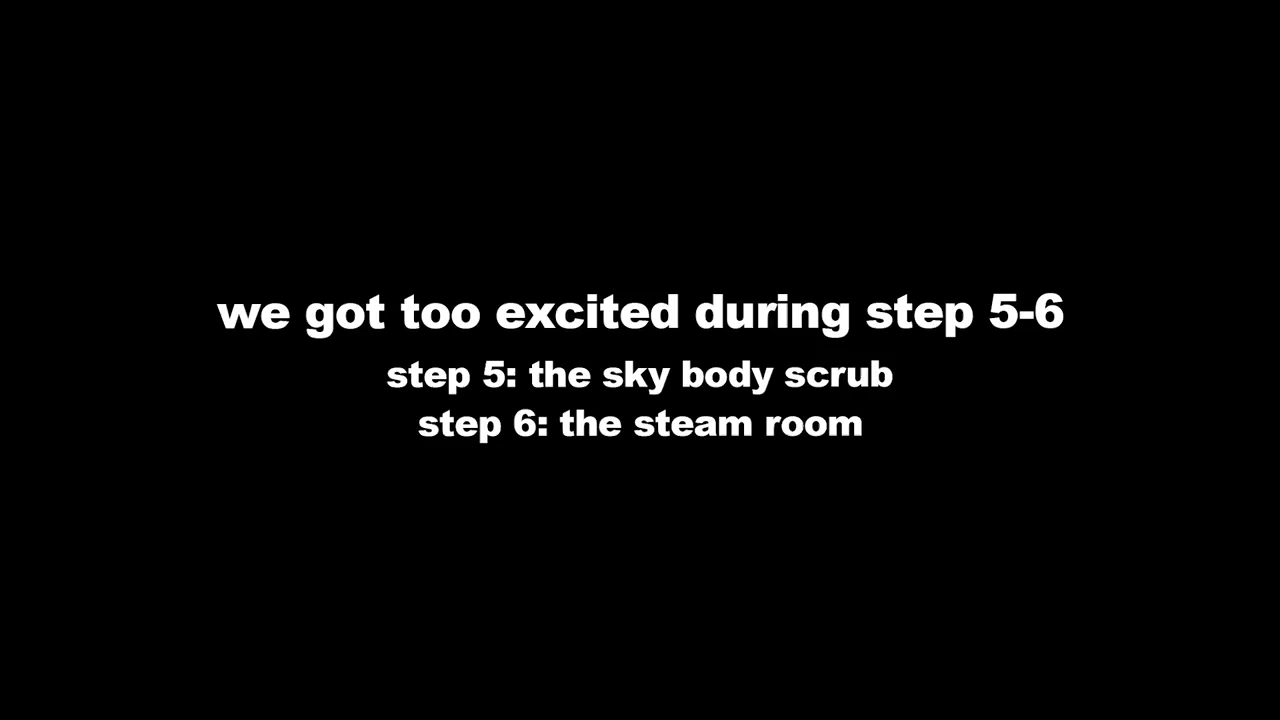 we got too excited during step 5-6
step 5: the sky body scrub
step 6: the steam room